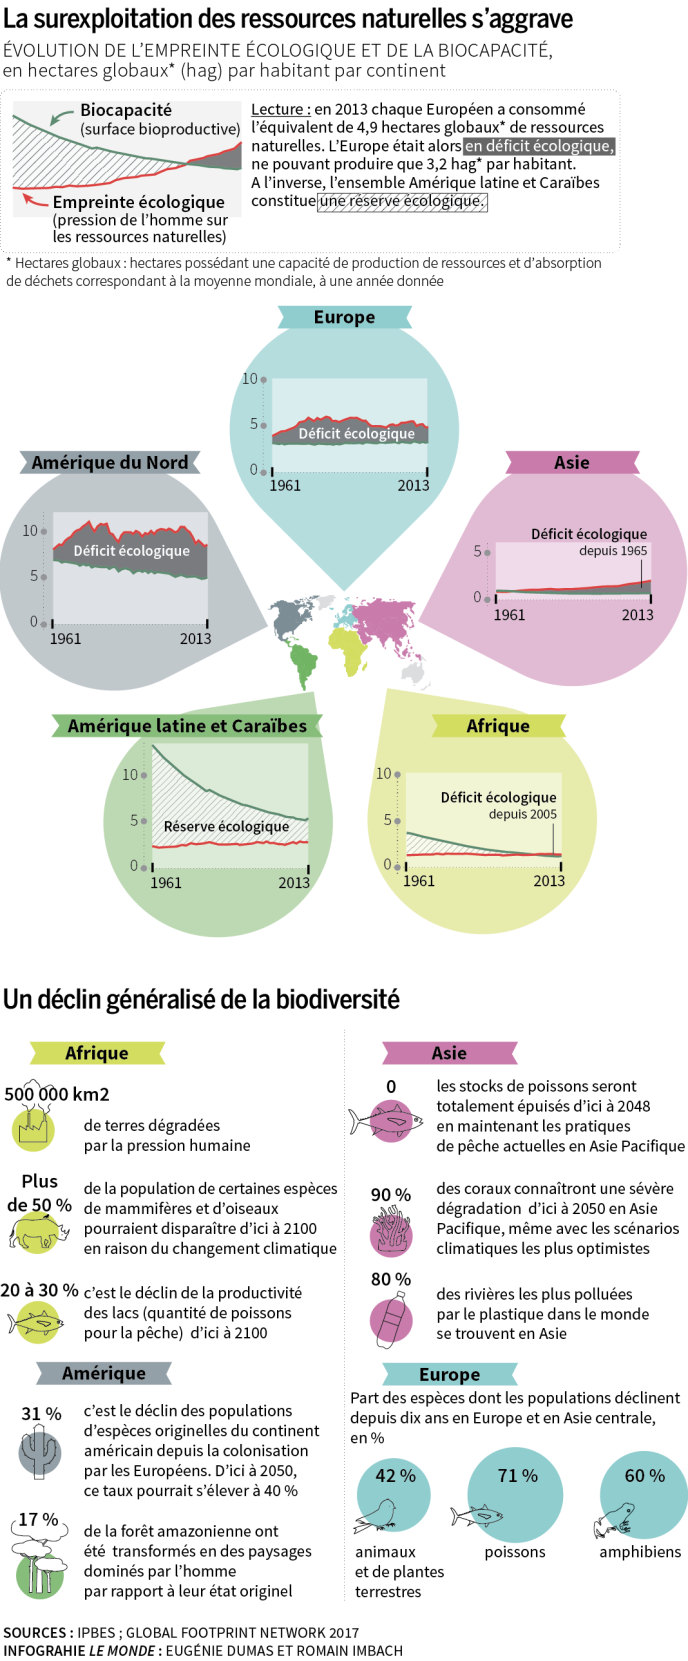 La surexploitation des ressources naturelles s'aggrave
ÉVOLUTION DE L'EMPREINTE ÉCOLOGIQUE ET DE LA BIOCAPACITÉ,
en hectares globaux* (hag) par habitant par continent
Biocapacité
(surface bioproductive)
Empreinte écologique
(pression de l'homme sur
les ressources naturelles)
Lecture : en 2013 chaque Européen a consommé
l'équivalent de 4,9 hectares globaux* de ressources
naturelles. L'Europe était alors en déficit écologique,
ne pouvant produire que 3,2 hag* par habitant.
A l'inverse, l'ensemble Amérique latine et Caraïbes
constitue une réserve écologique.
* Hectares globaux : hectares possédant une capacité de production de ressources et d'absorption
de déchets correspondant à la moyenne mondiale, à une année donnée
Europe
10
5
0
Déficit écologique
1961
2013
Amérique du Nord
10
5
0
Déficit écologique
1961
2013
Asie
5
0
Déficit écologique
depuis 1965
1961
2013
Amérique latine et Caraïbes
10
5
0
Réserve écologique
1961
2013
Afrique
10
5
0
Déficit écologique
depuis 2005
1961
2013
Un déclin généralisé de la biodiversité
Afrique
500 000 km2
de terres dégradées
par la pression humaine
Plus
de 50 %
de la population de certaines espèces
de mammifères et d'oiseaux
pourraient disparaître d'ici à 2100
en raison du changement climatique
20 à 30 %
c'est le déclin de la productivité
des lacs (quantité de poissons
pour la pêche) d'ici à 2100
Asie
0
les stocks de poissons seront
totalement épuisés d'ici à 2048
en maintenant les pratiques
de pêche actuelles en Asie Pacifique
90 %
des coraux connaîtront une sévère
dégradation d'ici à 2050 en Asie
Pacifique, même avec les scénarios
climatiques les plus optimistes
80 %
des rivières les plus polluées
par le plastique dans le monde
se trouvent en Asie
Amérique
31 %
c'est le déclin des populations
d'espèces originelles du continent
américain depuis la colonisation
par les Européens. D'ici à 2050,
ce taux pourrait s'élever à 40 %
17 %
de la forêt amazonienne ont
été transformés en des paysages
dominés par l'homme
par rapport à leur état originel
Europe
Part des espèces dont les populations déclinent
depuis dix ans en Europe et en Asie centrale,
en %
42 %
animaux
et de plantes
terrestres
71 %
poissons
60 %
amphibiens
SOURCES : IPBES ; GLOBAL FOOTPRINT NETWORK 2017
INFOGRAHIE LE MONDE : EUGÉNIE DUMAS ET ROMAIN IMBACH